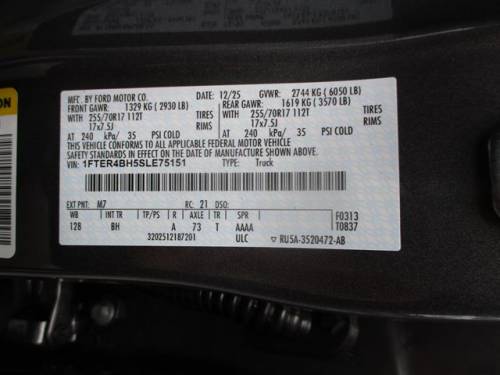 ON
MFD. BY FORD MOTOR CO. 12/25 GVWR: 2744 KG ( 6050 LB)
FRONT GAWR: 1329 KG ( 2930 LB) REAR GAWR: 1619 KG ( 3570 LB)
WITH 255/70R17 112T TIRES WITH 255/70R17 112T TIRES
17x7.5J RIMS 17x7.5J RIMS
AT 240 kPa/ 35 PSI COLD AT 240 kPa/ 35 PSI COLD
THIS VEHICLE CONFORMS TO ALL APPLICABLE FEDERAL MOTOR VEHICLE
SAFETY STANDARDS IN EFFECT ON THE DATE OF MANUFACTURE SHOWN ABOVE.
VIN: 1FTER4BH5SLE75151 TYPE: Truck
EXT PNT: M7 RC: 21 DSO:
WB INT TR TP/PS R AXLE TR SPR F0313
128 BH A 73 T AAAA T0837
3202512187201 ULC RU5A-3520472-AB